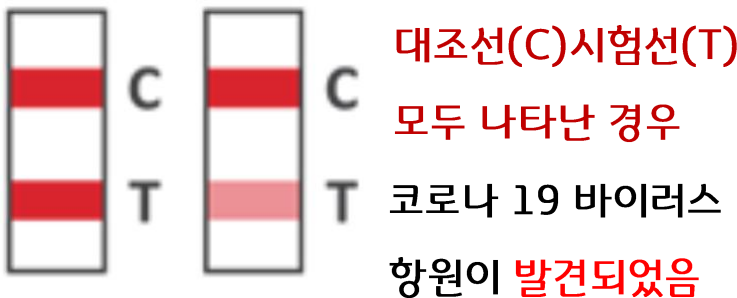 C
T
C
T
대조선(C)시험선(T)
모두 나타난 경우
코로나 19 바이러스
항원이 발견되었음